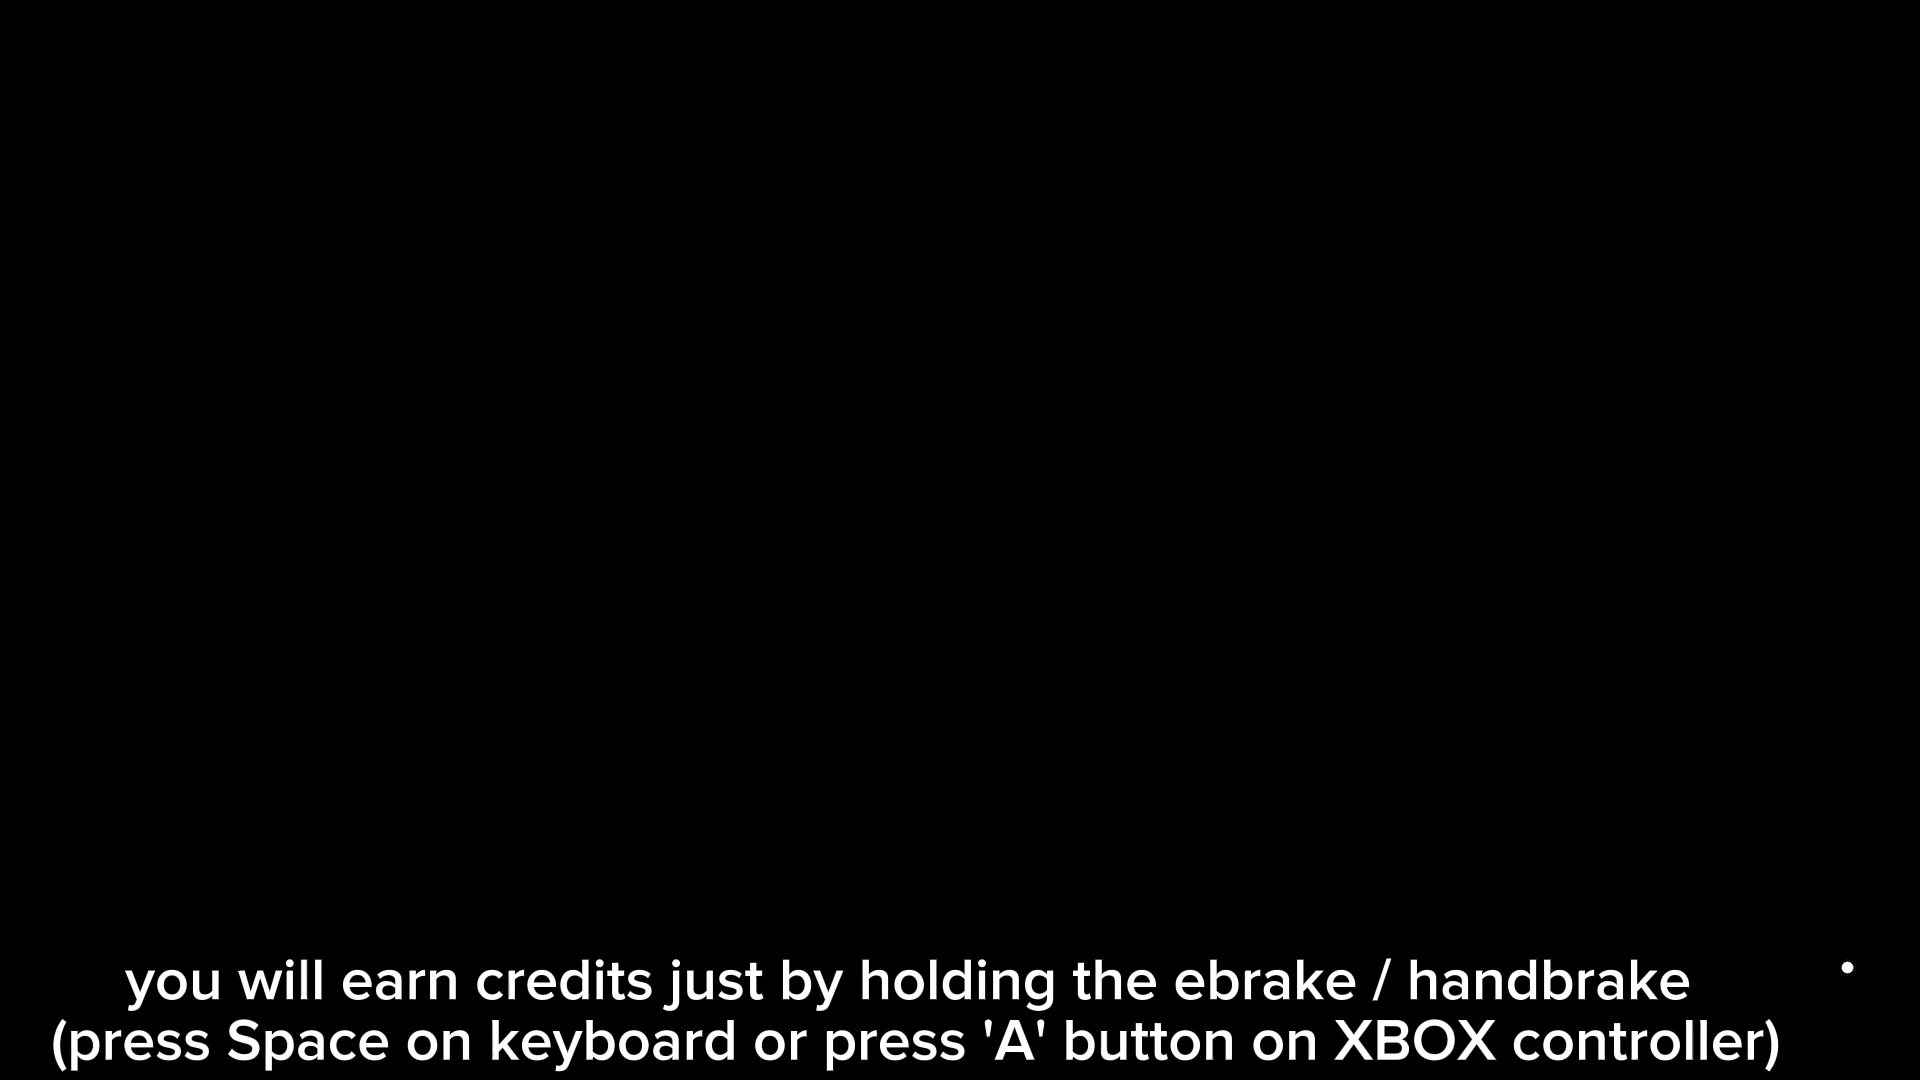 you will earn credits just by holding the ebrake / handbrake
(press Space on keyboard or press 'A' button on XBOX controller)